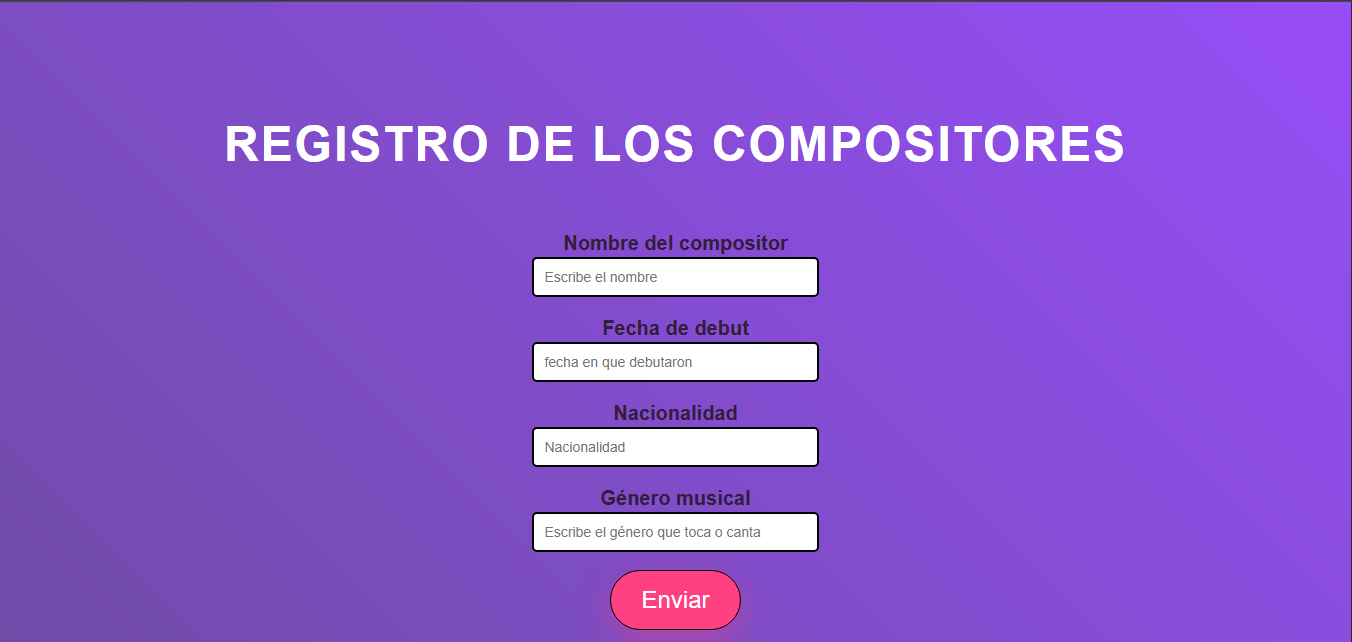 REGISTRO DE LOS COMPOSITORES
Nombre del compositor
Escribe el nombre
Fecha de debut
fecha en que debutaron
Nacionalidad
Nacionalidad
Género musical
Escribe el género que toca o canta
Enviar